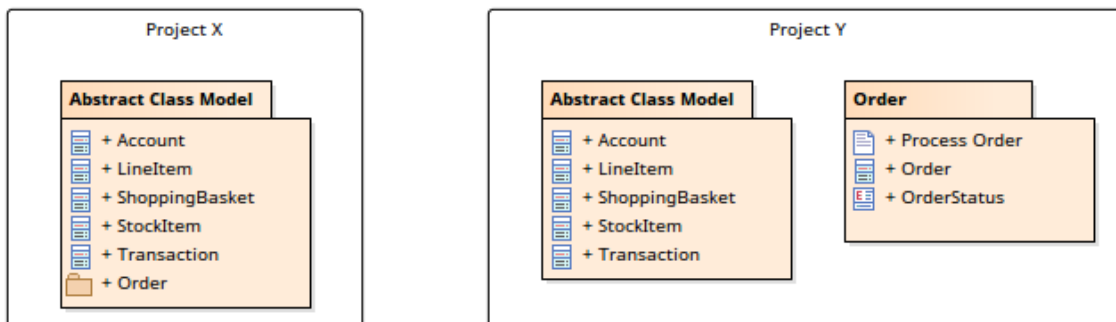 Project X
Abstract Class Model
+ Account
+ LineItem
+ ShoppingBasket
+ StockItem
+ Transaction
+ Order
Project Y
Abstract Class Model
+ Account
+ LineItem
+ ShoppingBasket
+ StockItem
+ Transaction
Order
+ Process Order
+ Order
E + OrderStatus